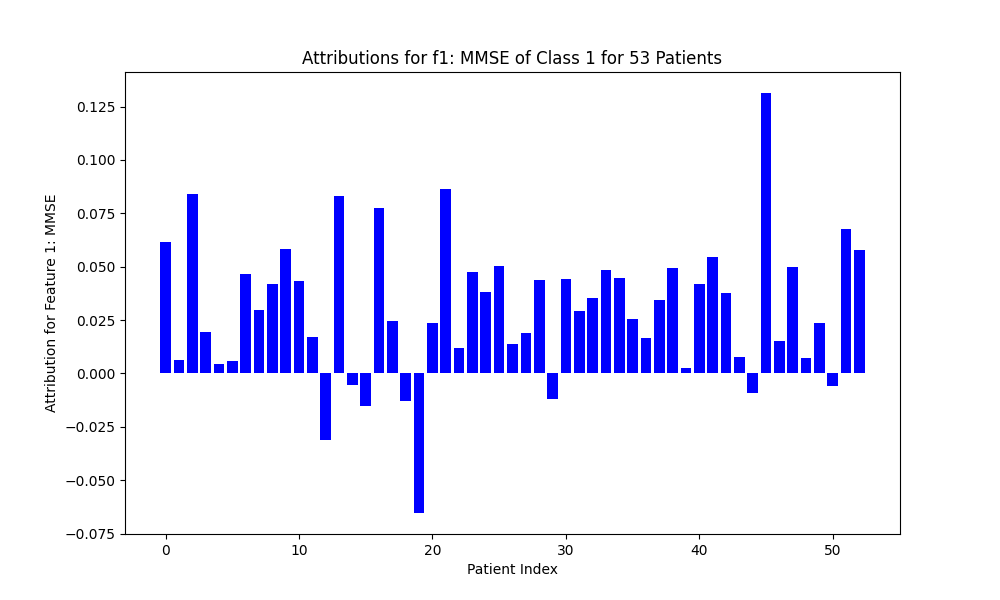 Attributions for f1: MMSE of Class 1 for 53 Patients
Attribution for Feature 1: MMSE
0.125
0.100
0.075
0.050
0.025
0.000
−0.025
−0.050
−0.075
0 10 20 30 40 50
Patient Index